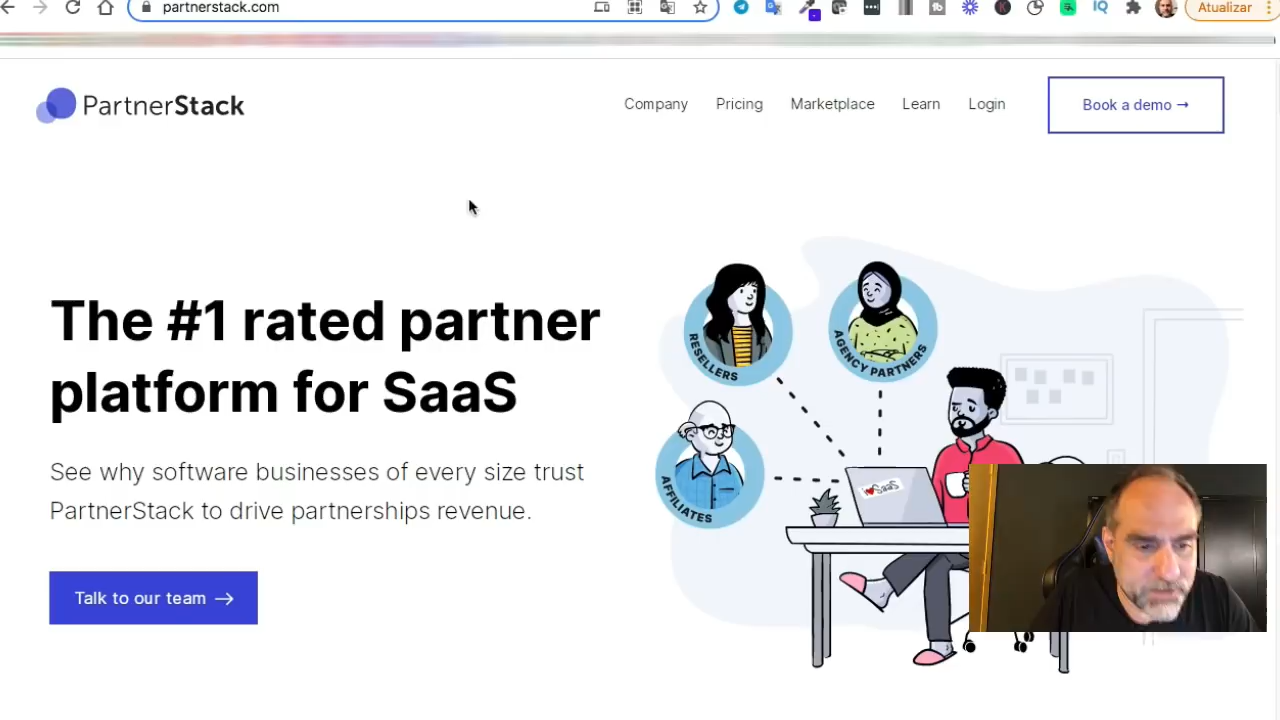 partnerstack.com
Atualizar
PartnerStack
Company
Pricing
Marketplace
Learn
Login
Book a demo →
The #1 rated partner
platform for SaaS
See why software businesses of every size trust
PartnerStack to drive partnerships revenue.
Talk to our team →
RESELLERS
AGENCY PARTNERS
AFFILIATES
I❤SaaS